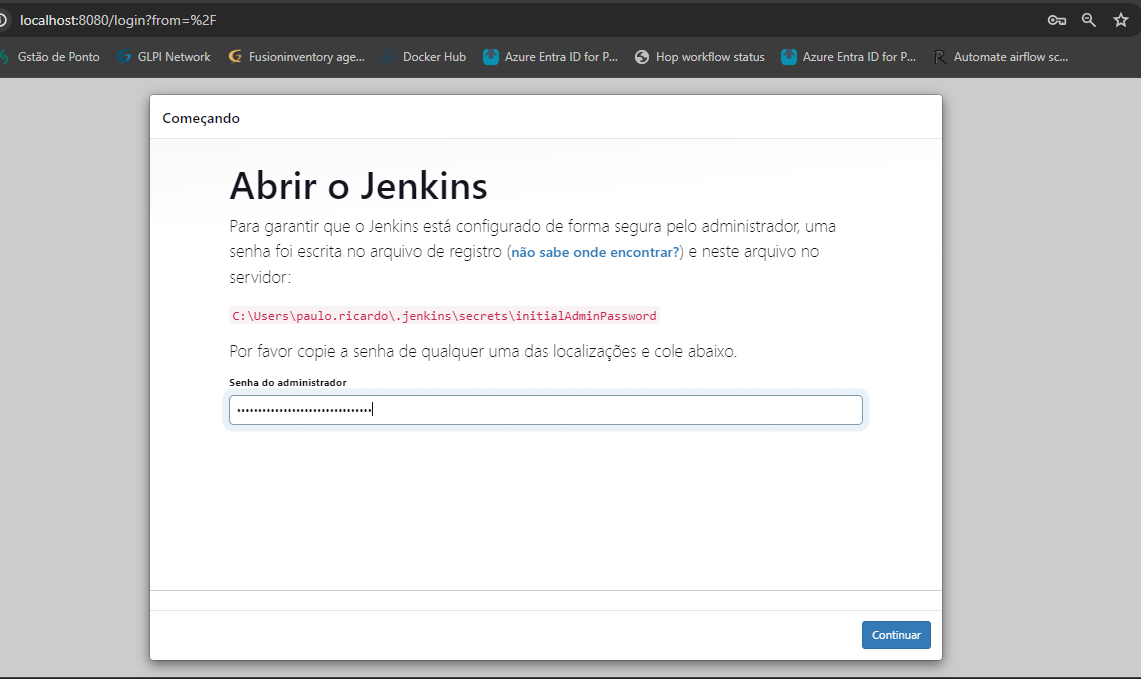 localhost:8080/login?from=%2F
Gstão de Ponto GLPI Network Fusioninventory age... Docker Hub Azure Entra ID for P... Hop workflow status Azure Entra ID for P... Automate airflow sc...
Começando
Abrir o Jenkins
Para garantir que o Jenkins está configurado de forma segura pelo administrador, uma
senha foi escrita no arquivo de registro (não sabe onde encontrar?) e neste arquivo no
servidor:
C:\Users\paulo.ricardo\.jenkins\secrets\initialAdminPassword
Por favor copie a senha de qualquer uma das localizações e cole abaixo.
Senha do administrador
Continuar